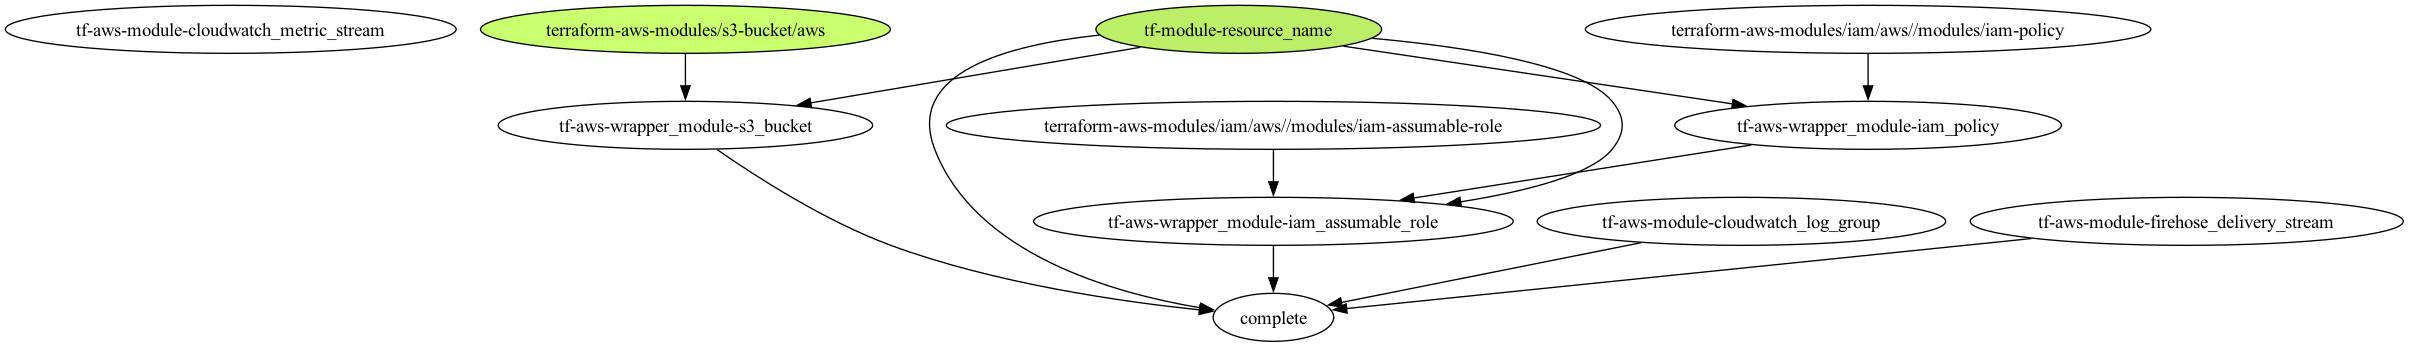 tf-aws-module-cloudwatch_metric_stream
terraform-aws-modules/s3-bucket/aws
tf-module-resource_name
terraform-aws-modules/iam/aws//modules/iam-policy
tf-aws-wrapper_module-s3_bucket
terraform-aws-modules/iam/aws//modules/iam-assumable-role
tf-aws-wrapper_module-iam_policy
tf-aws-wrapper_module-iam_assumable_role
tf-aws-module-cloudwatch_log_group
tf-aws-module-firehose_delivery_stream
complete